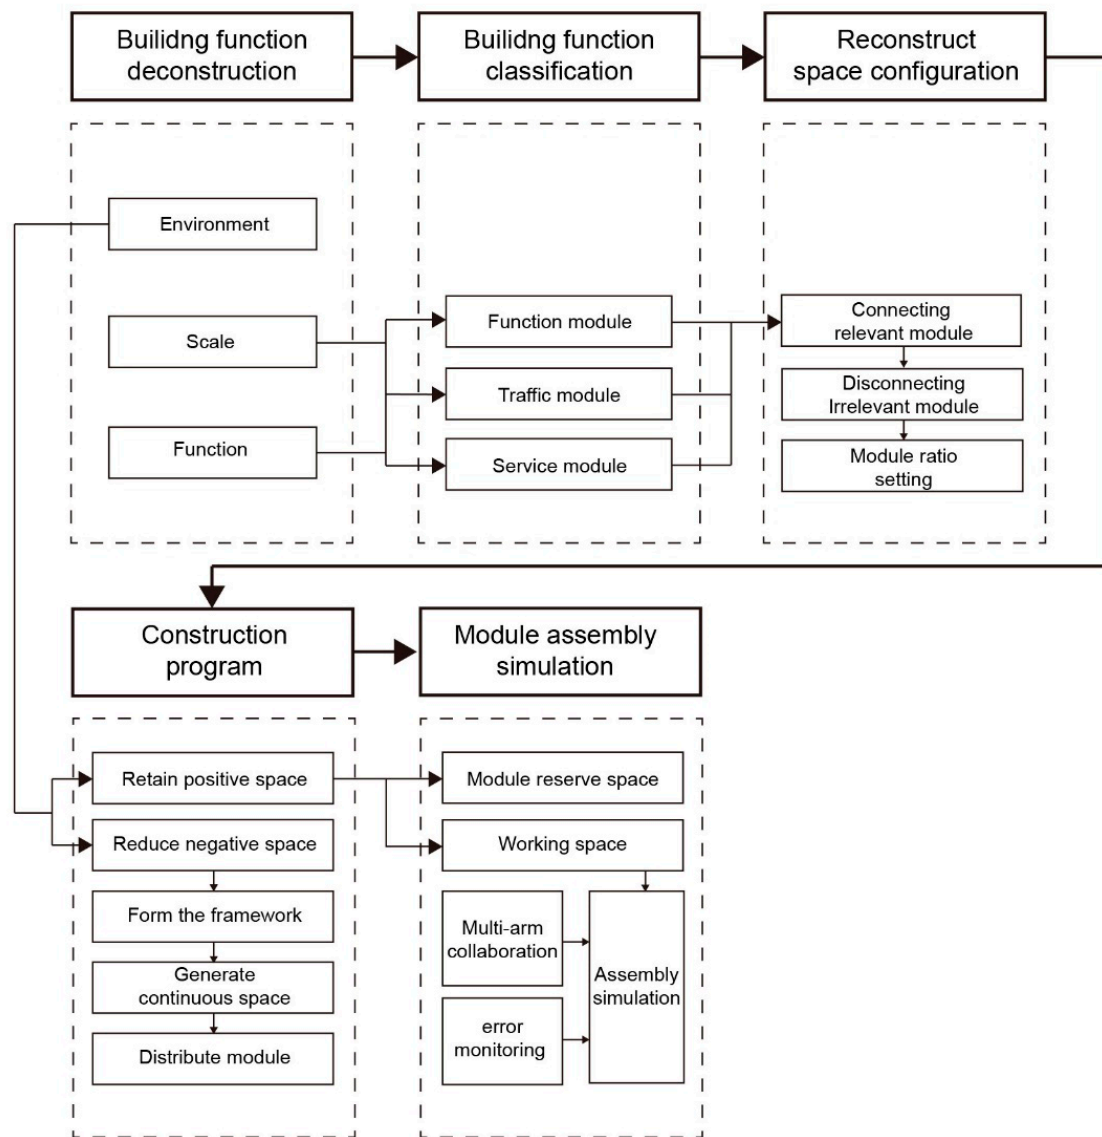 Builidng function
deconstruction
Builidng function
classification
Reconstruct
space configuration
Environment
Scale
Function
Function module
Traffic module
Service module
Connecting
relevant module
Disconnecting
Irrelevant module
Module ratio
setting
Construction
program
Module assembly
simulation
Retain positive space
Reduce negative space
Form the framework
Generate
continuous space
Distribute module
Module reserve space
Working space
Multi-arm
collaboration
error
monitoring
Assembly
simulation